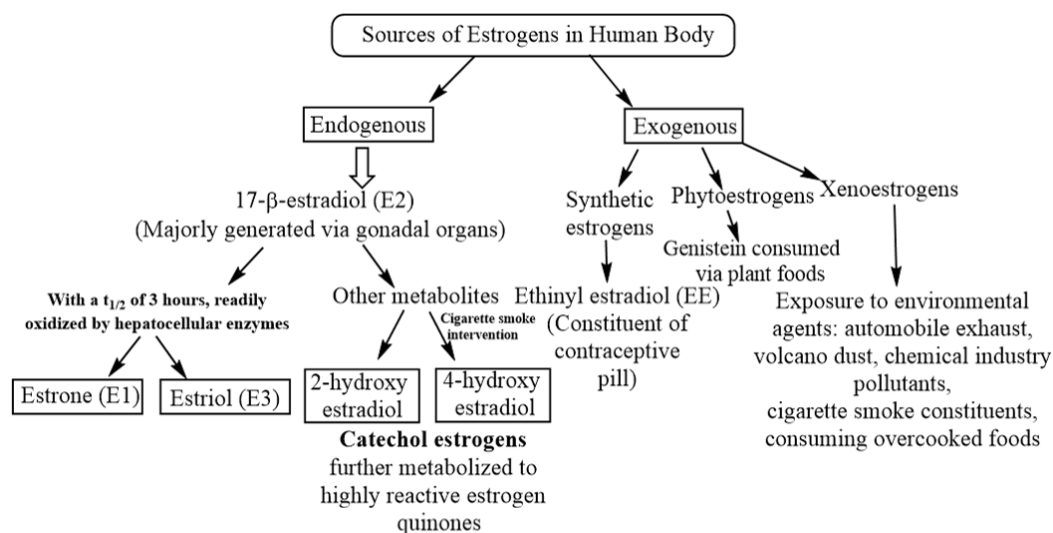 Sources of Estrogens in Human Body
Endogenous
Exogenous
17-β-estradiol (E2)
(Majorly generated via gonadal organs)
Synthetic
estrogens
Phytoestrogens
Xenoestrogens
Genistein consumed
via plant foods
With a t1/2 of 3 hours, readily
oxidized by hepatocellular enzymes
Other metabolites
Cigarette smoke
intervention
Ethinyl estradiol (EE)
(Constituent of
contraceptive
pill)
Exposure to environmental
agents: automobile exhaust,
volcano dust, chemical industry
pollutants,
cigarette smoke constituents,
consuming overcooked foods
Estrone (E1)
Estriol (E3)
2-hydroxy
estradiol
4-hydroxy
estradiol
Catechol estrogens
further metabolized to
highly reactive estrogen
quinones